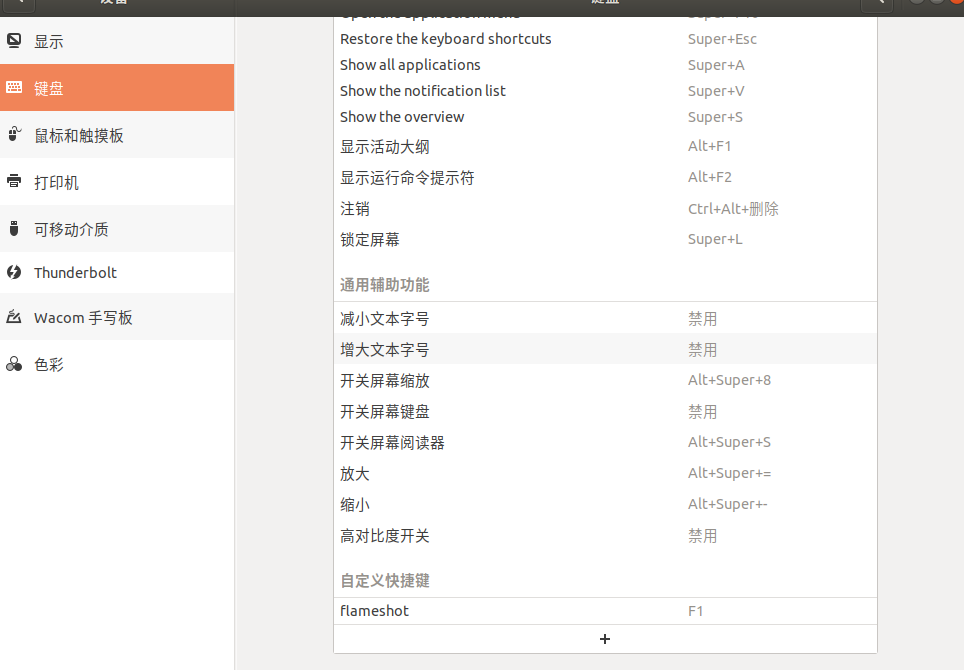 设备
键盘
显示
键盘
鼠标和触摸板
打印机
可移动介质
Thunderbolt
Wacom 手写板
色彩
Open the application menu
Restore the keyboard shortcuts Super+Esc
Show all applications Super+A
Show the notification list Super+V
Show the overview Super+S
显示活动大纲 Alt+F1
显示运行命令提示符 Alt+F2
注销 Ctrl+Alt+删除
锁定屏幕 Super+L
通用辅助功能
减小文本字号 禁用
增大文本字号 禁用
开关屏幕缩放 Alt+Super+8
开关屏幕键盘 禁用
开关屏幕阅读器 Alt+Super+S
放大 Alt+Super+=
缩小 Alt+Super+-
高对比度开关 禁用
自定义快捷键
flameshot F1
+